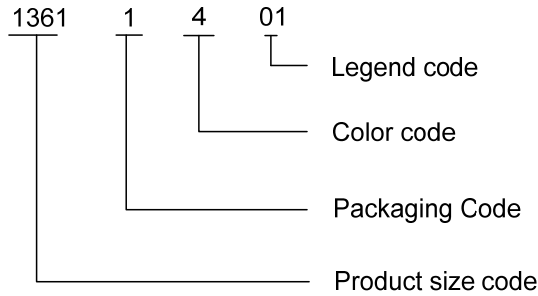 1361 1 4 01
Legend code
Color code
Packaging Code
Product size code